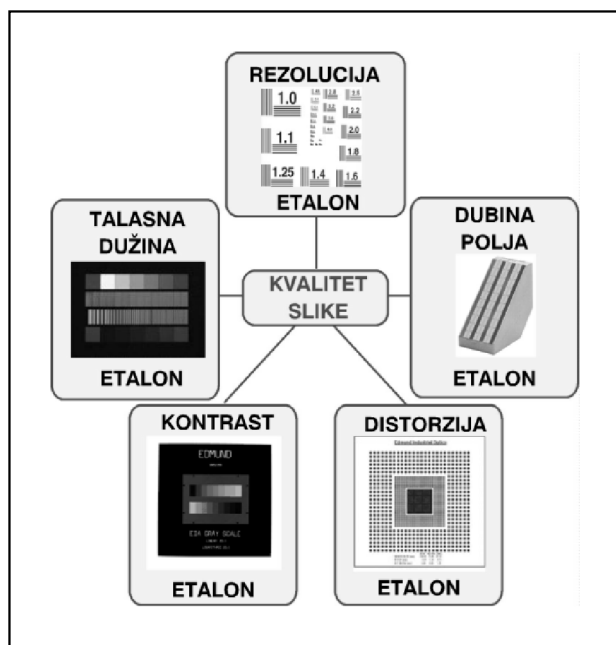 REZOLUCIJA
1.0
1.1
1.25
1.4
1.5
1.8
2.0
2.2
ETALON
TALASNA
DUŽINA
ETALON
DUBINA
POLJA
ETALON
KVALITET
SLIKE
KONTRAST
EDMUND
EIA GRAY SCALE
ETALON
DISTORZIJA
Edmund Industrial Optics
ETALON